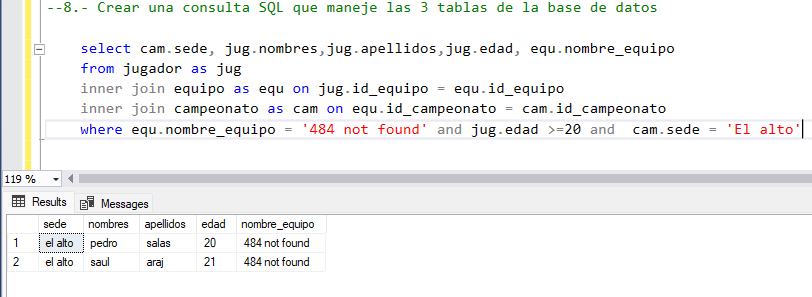 --8.- Crear una consulta SQL que maneje las 3 tablas de la base de datos
select cam.sede, jug.nombres,jug.apellidos,jug.edad, equ.nombre_equipo
from jugador as jug
inner join equipo as equ on jug.id_equipo = equ.id_equipo
inner join campeonato as cam on equ.id_campeonato = cam.id_campeonato
where equ.nombre_equipo = '484 not found' and jug.edad >=20 and  cam.sede = 'El alto'
119 %
Results Messages
sede nombres apellidos edad nombre_equipo
1 el alto pedro salas 20 484 not found
2 el alto saul araj 21 484 not found